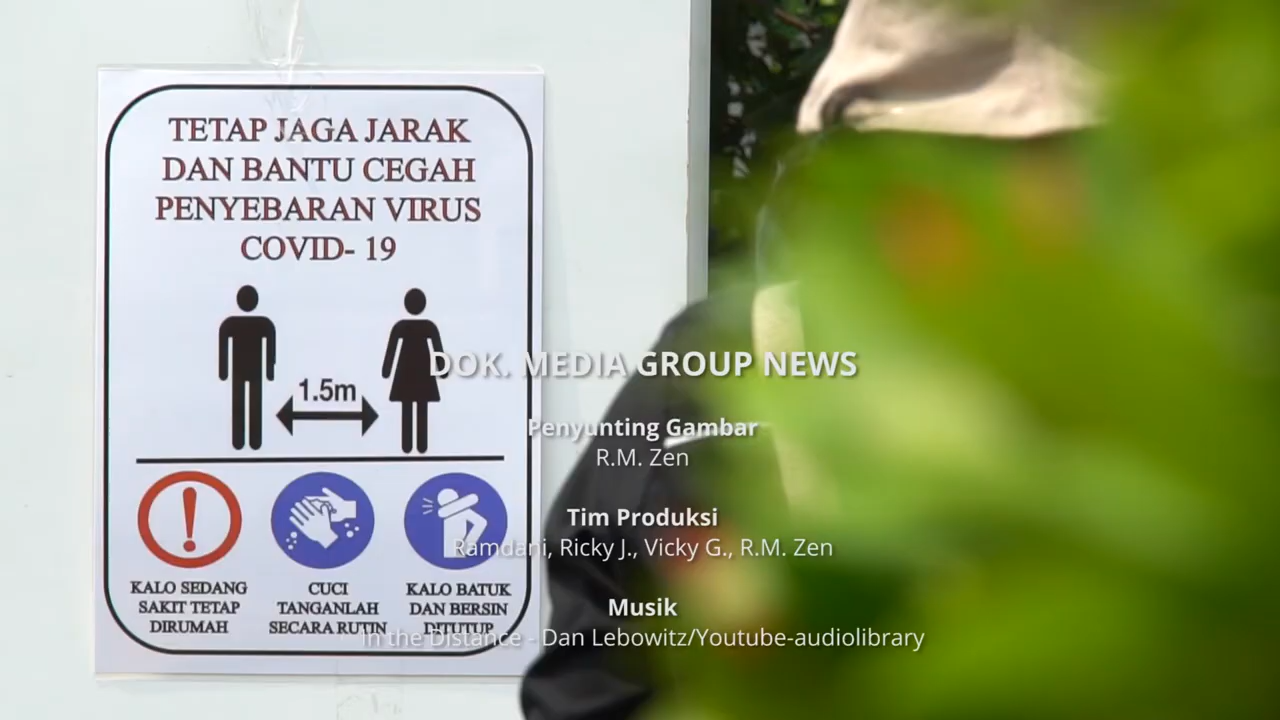 TETAP JAGA JARAK
DAN BANTU CEGAH
PENYEBARAN VIRUS
COVID- 19
1.5m
KALO SEDANG
SAKIT TETAP
DIRUMAH
CUCI
TANGANLAH
SECARA RUTIN
KALO BATUK
DAN BERSIN
DITUTUP
DOK. MEDIA GROUP NEWS
Penyunting Gambar
R.M. Zen
Tim Produksi
Ramdani, Ricky J., Vicky G., R.M. Zen
Musik
In the Distance - Dan Lebowitz/Youtube-audiolibrary